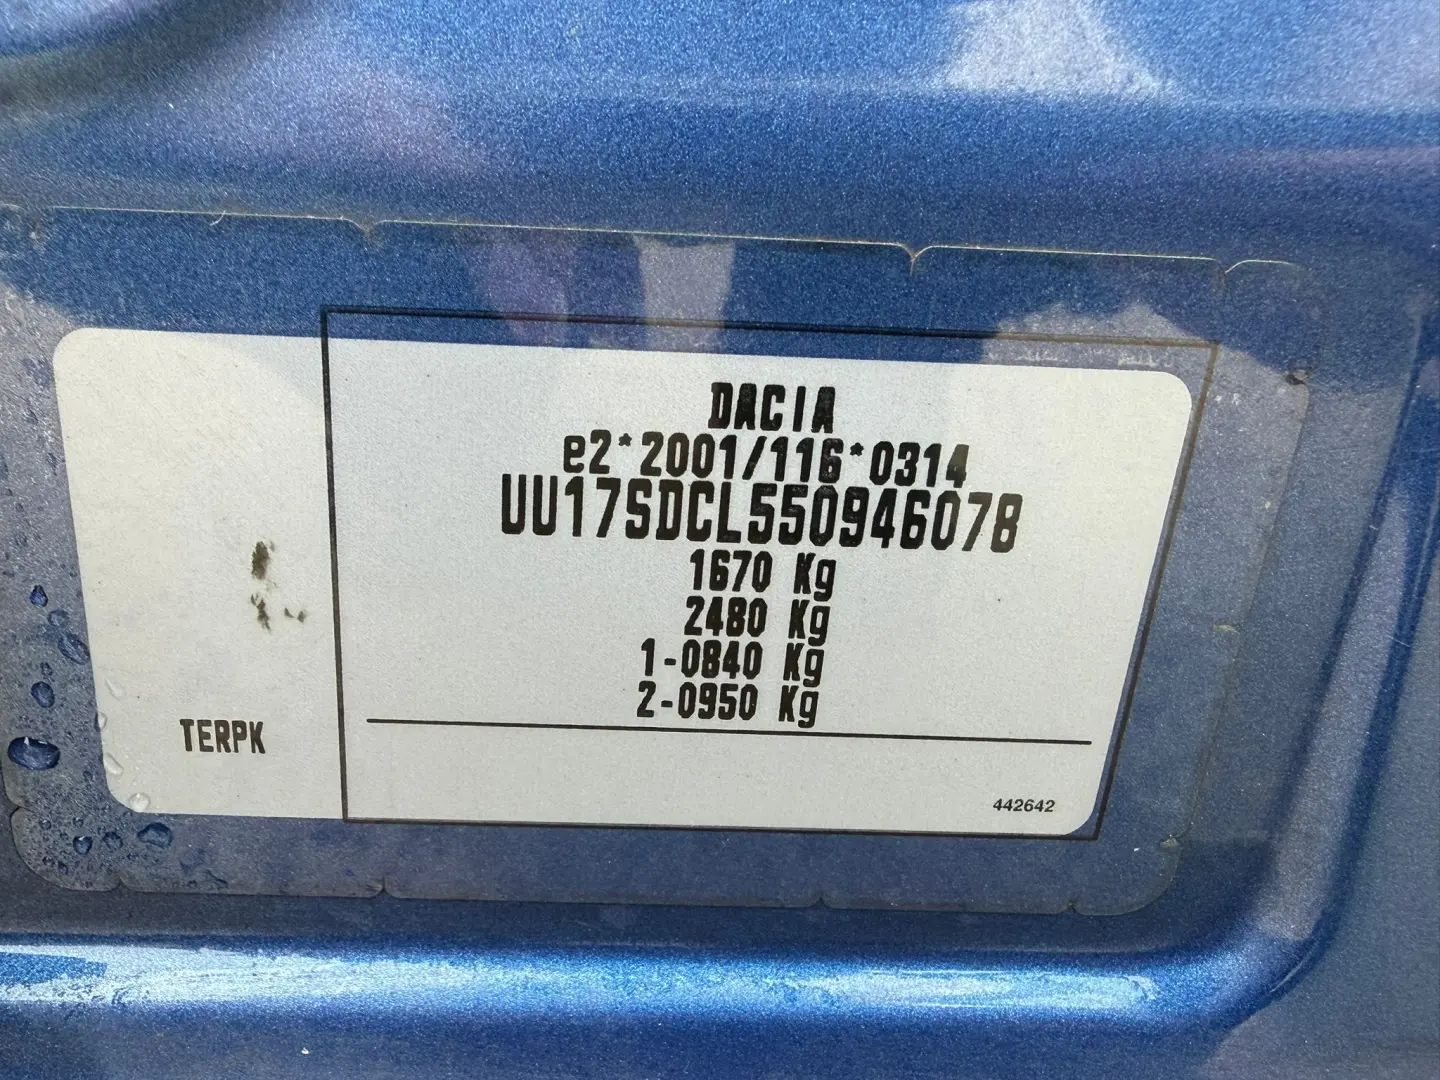 DACIA
e2*2001/116*0314
UU17SDCL550946078
1670 Kg
2480 Kg
1-0840 Kg
2-0950 Kg
TERPK
442642